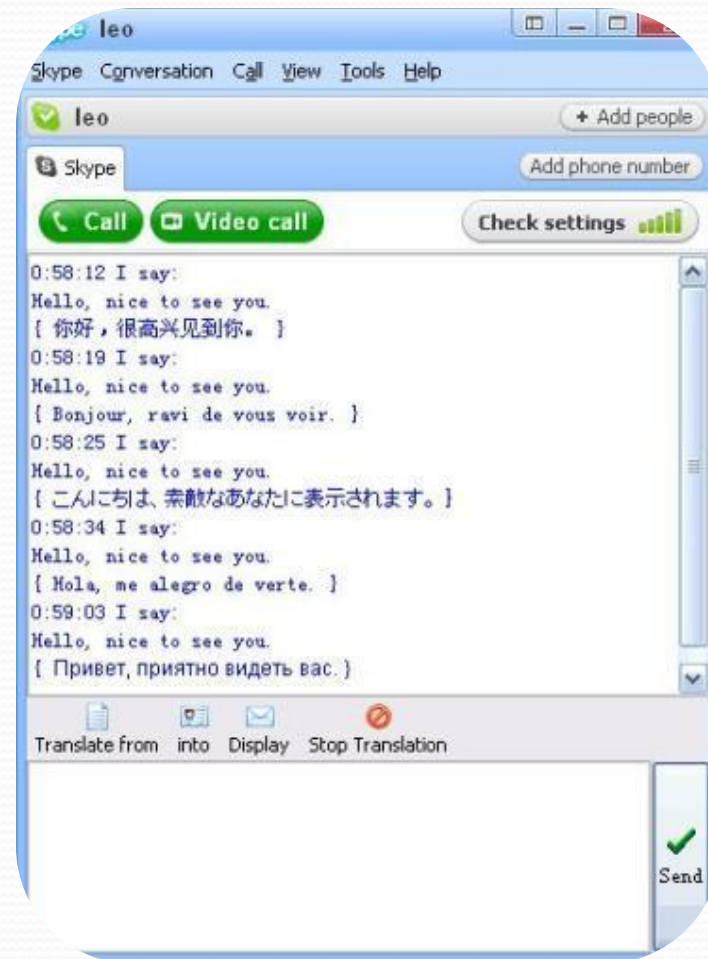 leo
Skype Conversation Call View Tools Help
leo
+ Add people
Skype
Add phone number
Call Video call Check settings
0:58:12 I say:
Hello, nice to see you.
{ 你好，很高兴见到你。 }
0:58:19 I say:
Hello, nice to see you.
{ Bonjour, ravi de vous voir. }
0:58:25 I say:
Hello, nice to see you.
{ こんにちは、素敵なあなたに表示されます。}
0:58:34 I say:
Hello, nice to see you.
{ Hola, me alegro de verte. }
0:59:03 I say:
Hello, nice to see you.
{ Привет, приятно видеть вас. }
Translate from into Display Stop Translation
Send